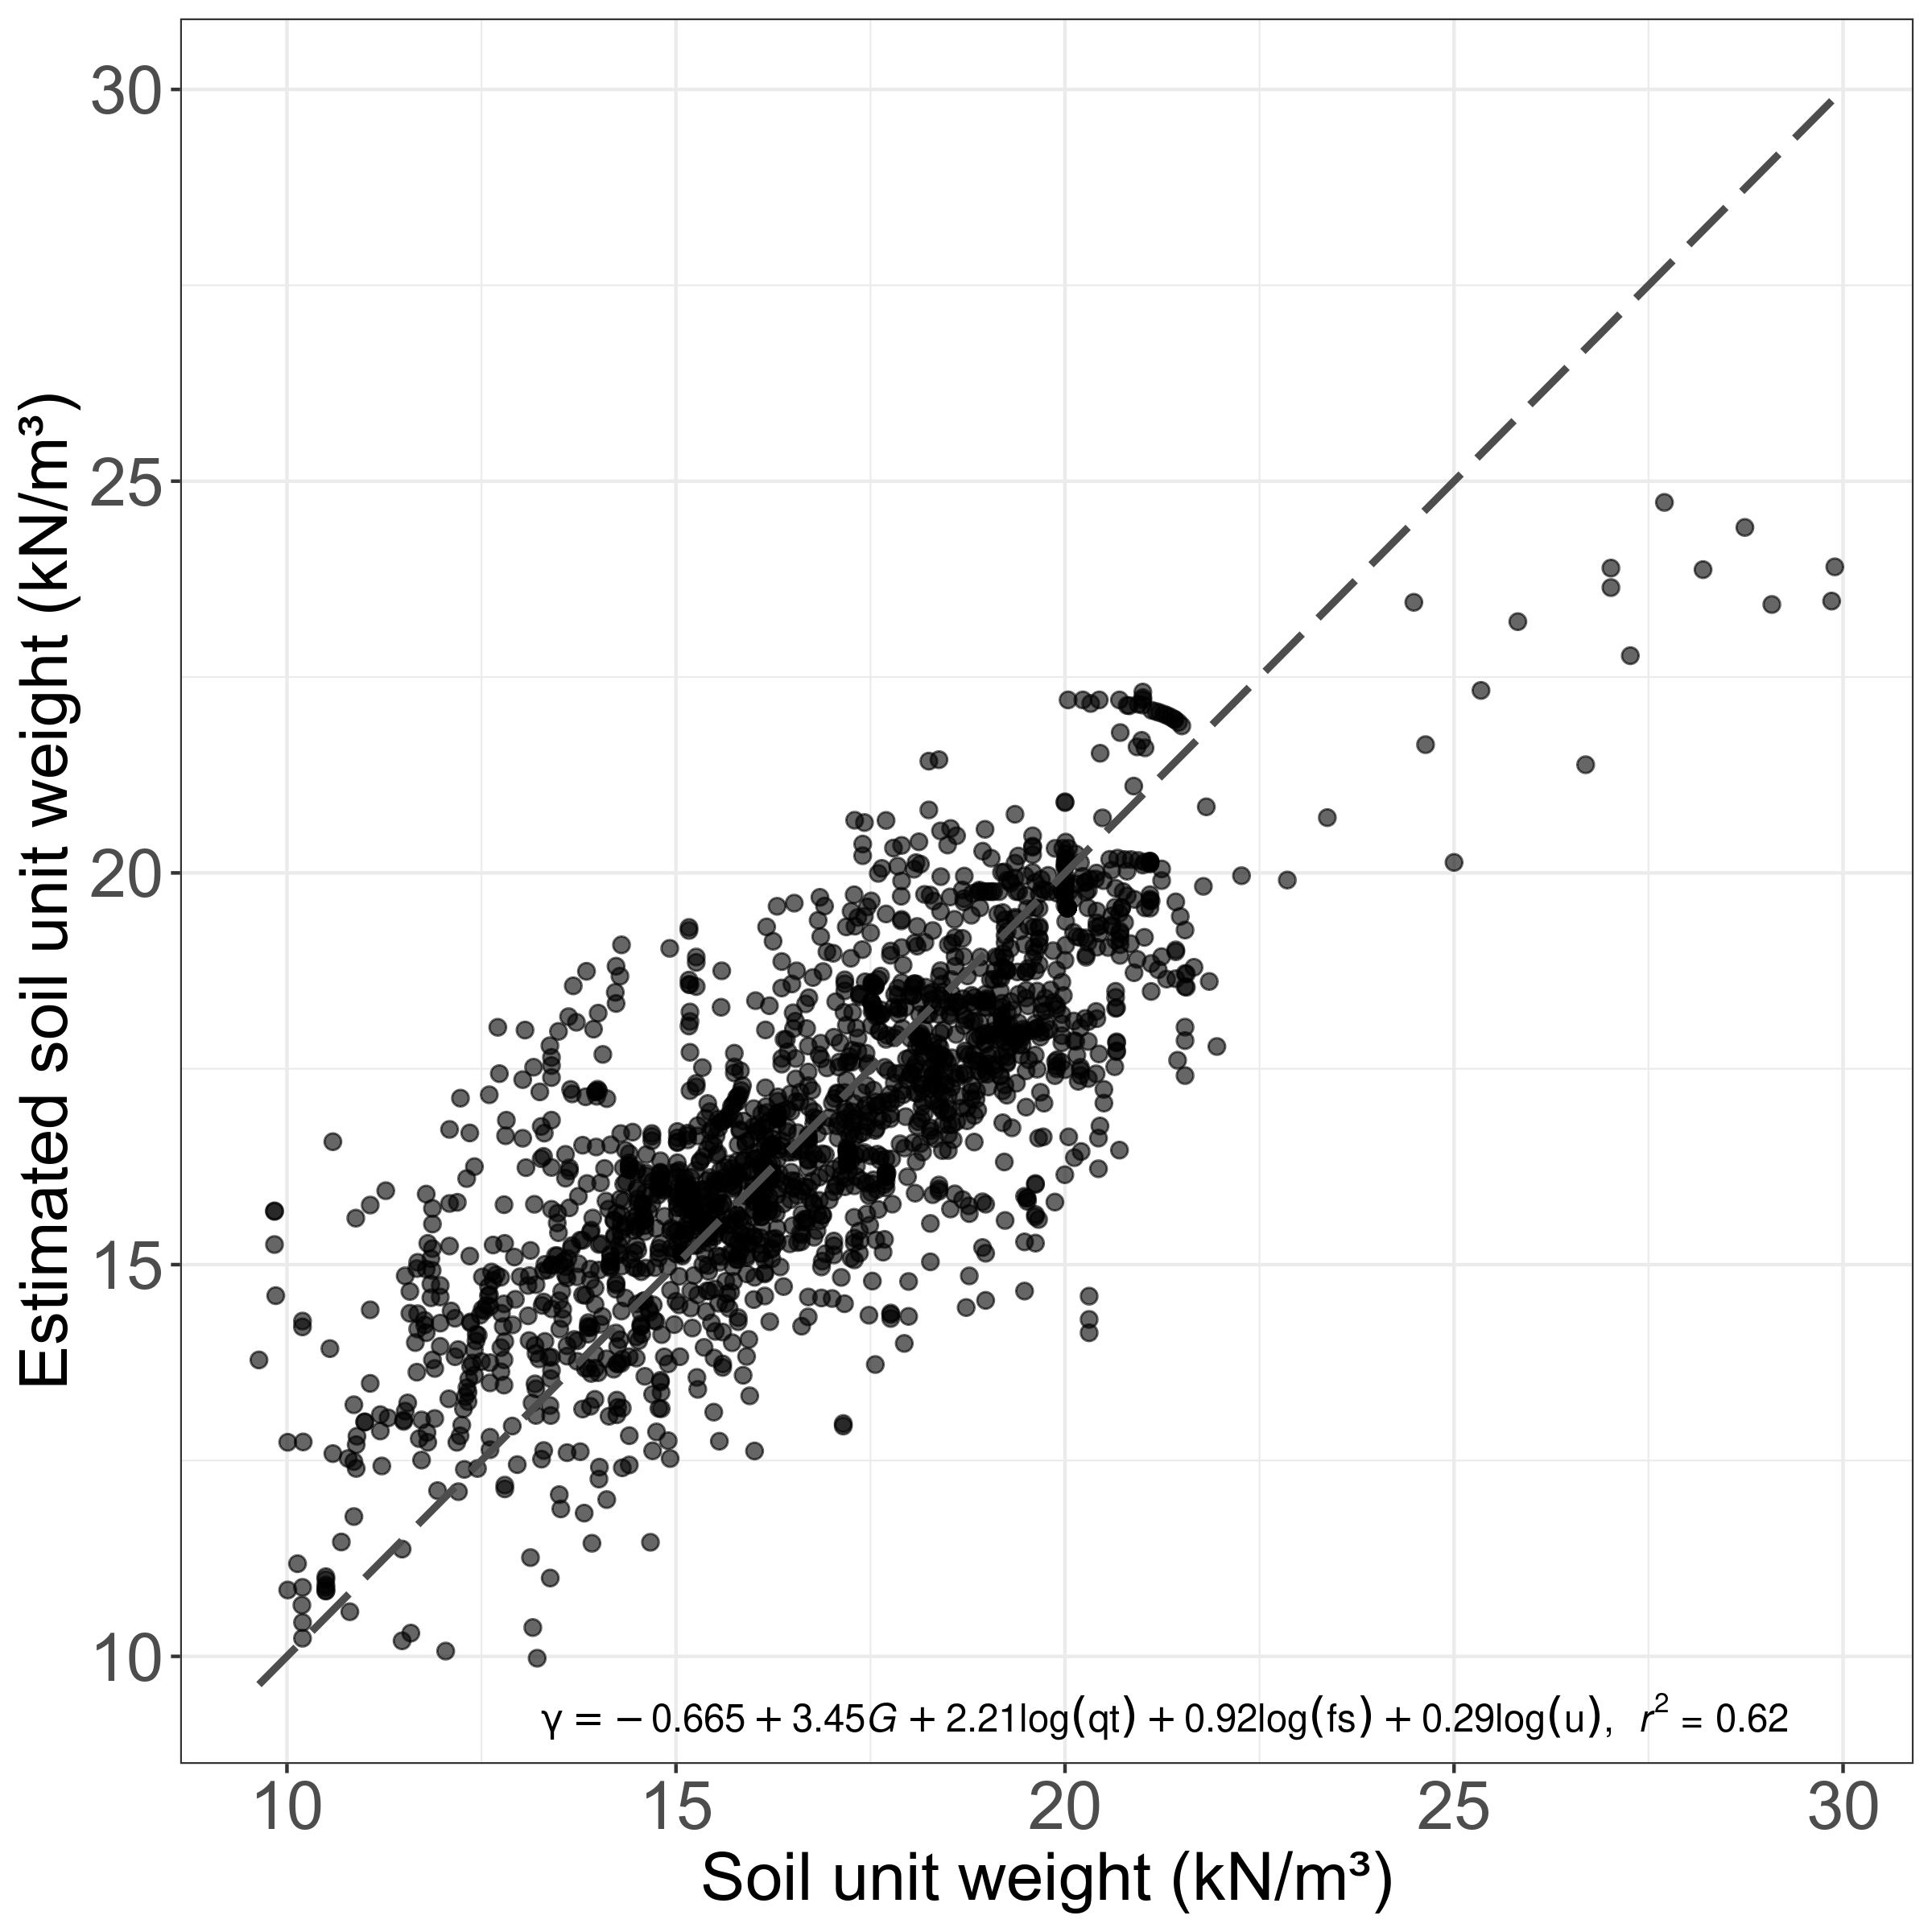 30
25
20
15
10
Estimated soil unit weight (kN/m³)
γ = − 0.665 + 3.45G + 2.21log(qt) + 0.92log(fs) + 0.29log(u), r² = 0.62
10 15 20 25 30
Soil unit weight (kN/m³)